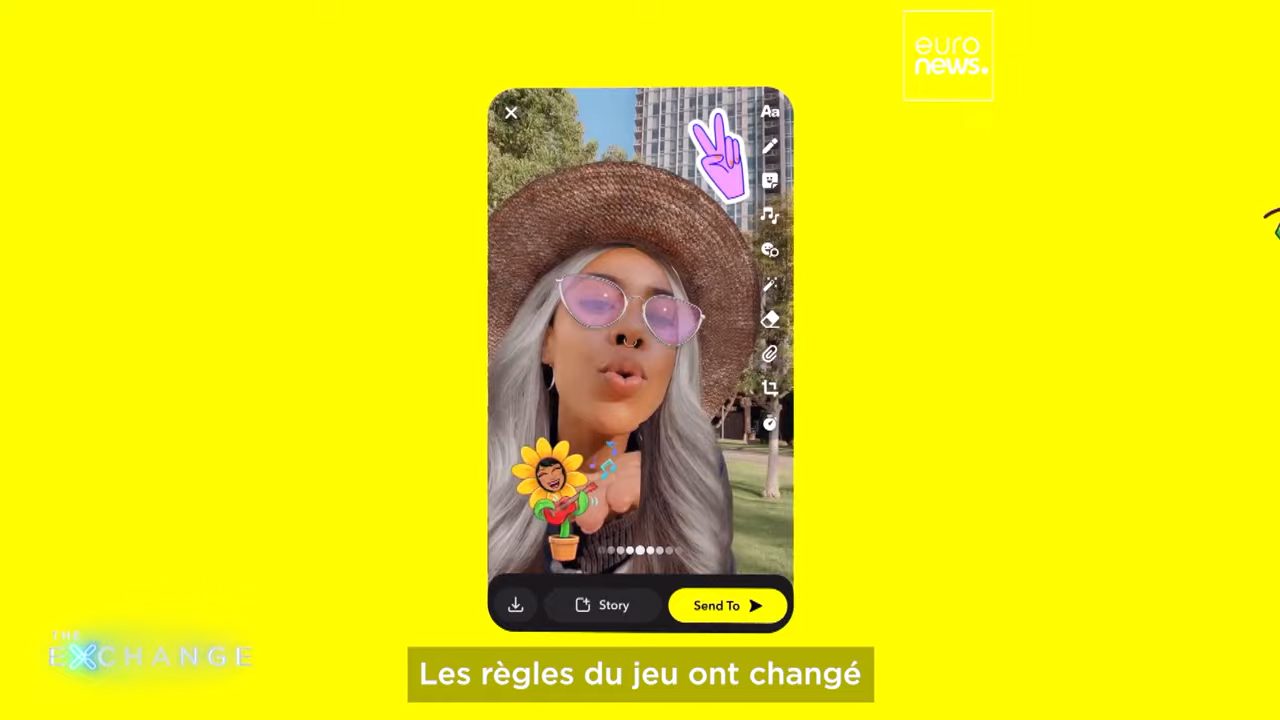 euro
news.
Aa
Story
Send To
THE
EXCHANGE
Les règles du jeu ont changé